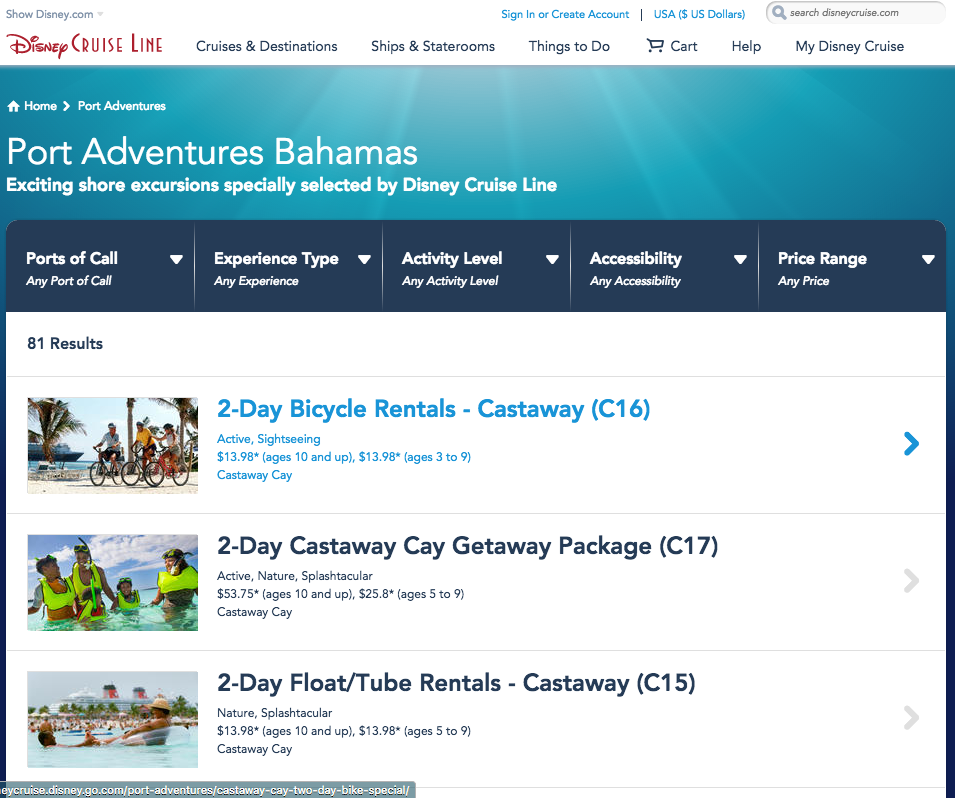 Show Disney.com
Sign In or Create Account | USA ($ US Dollars)
search disneycruise.com
Disney Cruise Line
Cruises & Destinations
Ships & Staterooms
Things to Do
Cart
Help
My Disney Cruise
Home
Port Adventures
Port Adventures Bahamas
Exciting shore excursions specially selected by Disney Cruise Line
Ports of Call
Any Port of Call
Experience Type
Any Experience
Activity Level
Any Activity Level
Accessibility
Any Accessibility
Price Range
Any Price
81 Results
2-Day Bicycle Rentals - Castaway (C16)
Active, Sightseeing
$13.98* (ages 10 and up), $13.98* (ages 3 to 9)
Castaway Cay
2-Day Castaway Cay Getaway Package (C17)
Active, Nature, Splashtacular
$53.75* (ages 10 and up), $25.8* (ages 5 to 9)
Castaway Cay
2-Day Float/Tube Rentals - Castaway (C15)
Nature, Splashtacular
$13.98* (ages 10 and up), $13.98* (ages 5 to 9)
Castaway Cay
eycruise.disney.go.com/port-adventures/castaway-cay-two-day-bike-special/